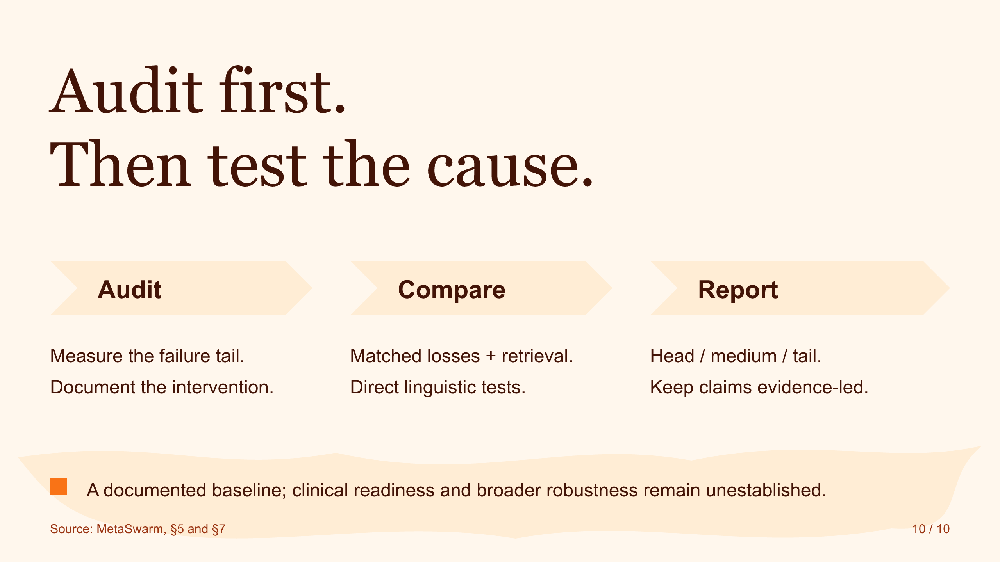 Audit first.
Then test the cause.
Audit
Measure the failure tail.
Document the intervention.
Compare
Matched losses + retrieval.
Direct linguistic tests.
Report
Head / medium / tail.
Keep claims evidence-led.
A documented baseline; clinical readiness and broader robustness remain unestablished.
Source: MetaSwarm, §5 and §7
10 / 10